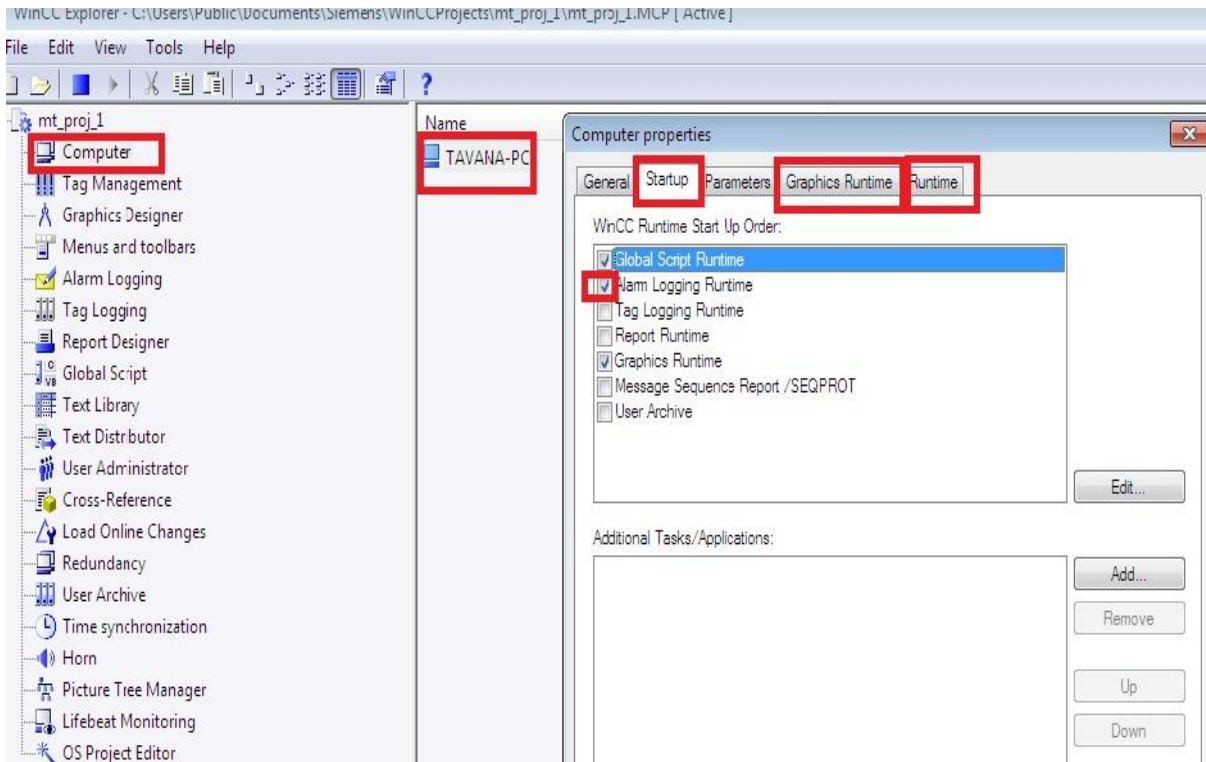 WinCC Explorer - C:\Users\Public\Documents\Siemens\WinCCProjects\mt_proj_1\mt_proj_1.MCP [ Active ]
File Edit View Tools Help
mt_proj_1
Computer
Tag Management
Graphics Designer
Menus and toolbars
Alarm Logging
Tag Logging
Report Designer
Global Script
Text Library
Text Distributor
User Administrator
Cross-Reference
Load Online Changes
Redundancy
User Archive
Time synchronization
Horn
Picture Tree Manager
Lifebeat Monitoring
OS Project Editor
Name
TAVANA-PC
Computer properties
General Startup Parameters Graphics Runtime Runtime
WinCC Runtime Start Up Order:
Global Script Runtime
Alarm Logging Runtime
Tag Logging Runtime
Report Runtime
Graphics Runtime
Message Sequence Report /SEQPROT
User Archive
Edit...
Additional Tasks/Applications:
Add...
Remove
Up
Down